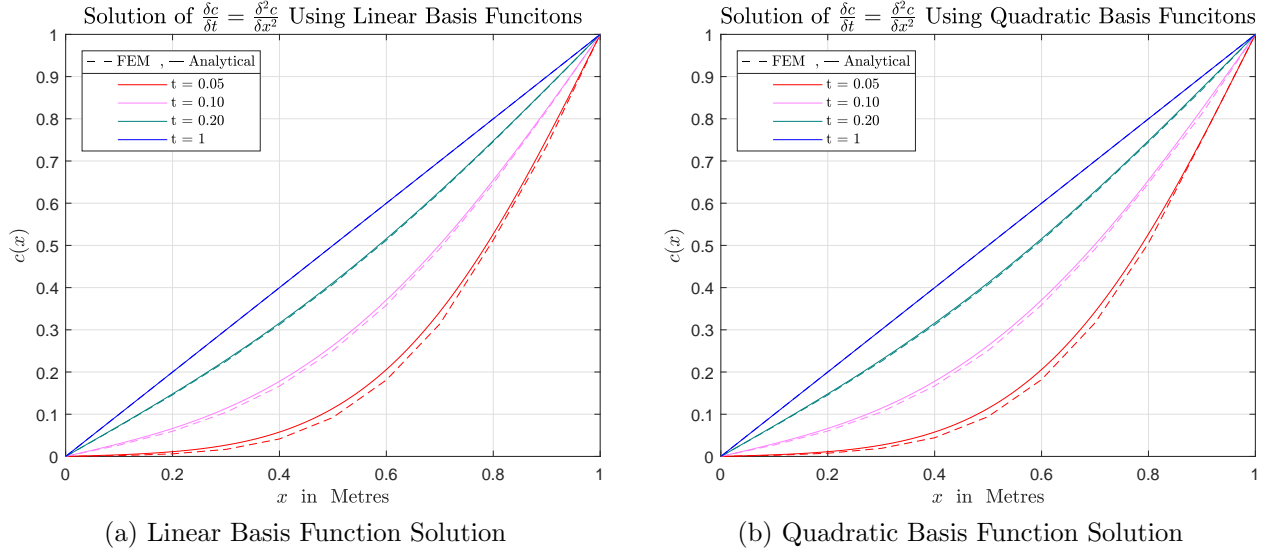 Solution of δc/δt = δ²c/δx² Using Linear Basis Funcitons
1
0.9
0.8
0.7
0.6
0.5
0.4
0.3
0.2
0.1
0
c(x)
– – FEM , — Analytical
t = 0.05
t = 0.10
t = 0.20
t = 1
0 0.2 0.4 0.6 0.8 1
x in Metres
(a) Linear Basis Function Solution
Solution of δc/δt = δ²c/δx² Using Quadratic Basis Funcitons
1
0.9
0.8
0.7
0.6
0.5
0.4
0.3
0.2
0.1
0
c(x)
– – FEM , — Analytical
t = 0.05
t = 0.10
t = 0.20
t = 1
0 0.2 0.4 0.6 0.8 1
x in Metres
(b) Quadratic Basis Function Solution